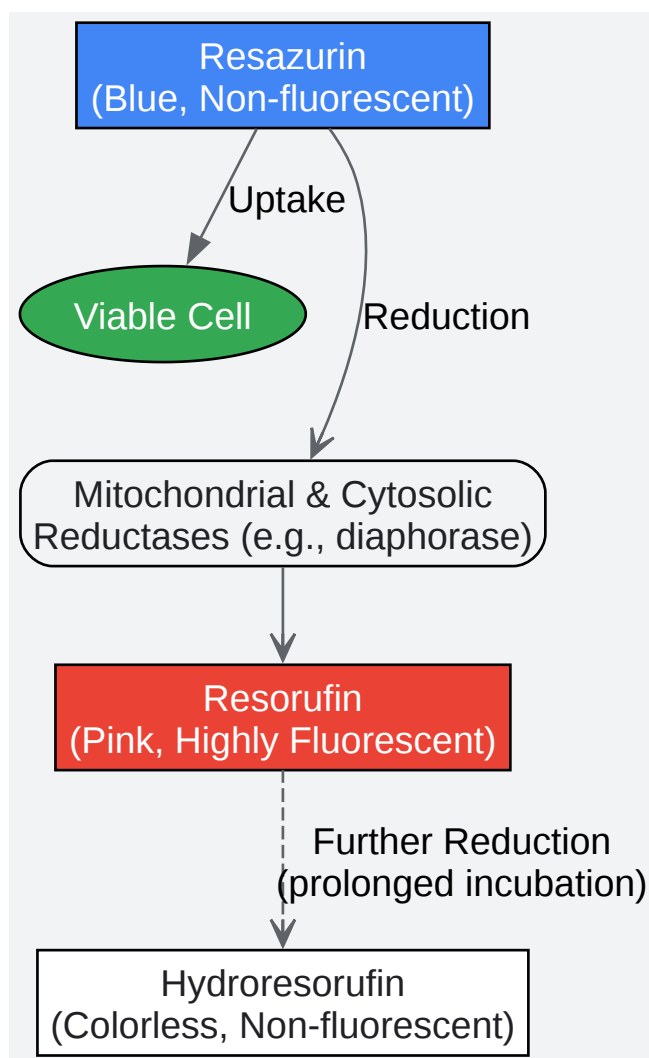 Resazurin
(Blue, Non-fluorescent)
Uptake
Viable Cell
Reduction
Mitochondrial & Cytosolic
Reductases (e.g., diaphorase)
Resorufin
(Pink, Highly Fluorescent)
Further Reduction
(prolonged incubation)
Hydroresorufin
(Colorless, Non-fluorescent)